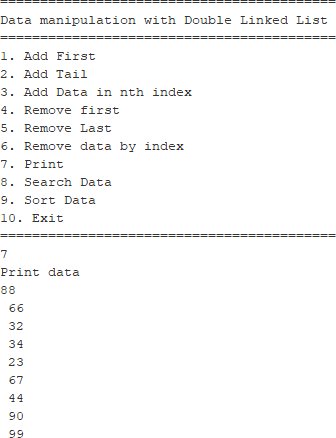 ==========================================
Data manipulation with Double Linked List
==========================================
1. Add First
2. Add Tail
3. Add Data in nth index
4. Remove first
5. Remove Last
6. Remove data by index
7. Print
8. Search Data
9. Sort Data
10. Exit
==========================================
7
Print data
88
 66
 32
 34
 23
 67
 44
 90
 99